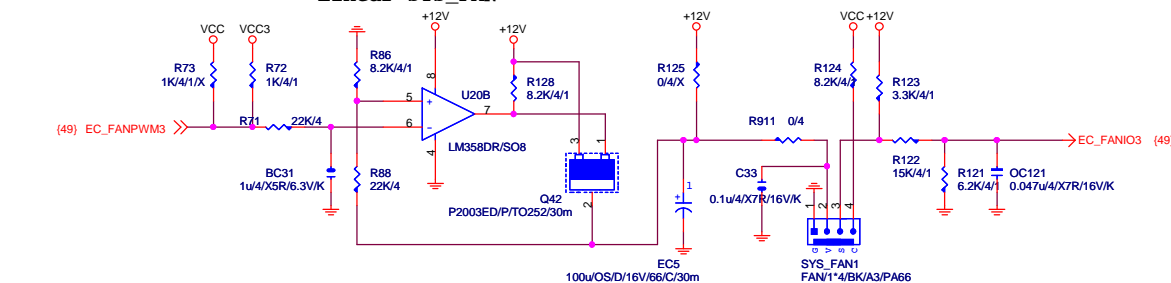 VCC
VCC3
+12V
+12V
+12V
VCC
+12V
R73
1K/4/1/X
R72
1K/4/1
R86
8.2K/4/1
8
U20B
R128
8.2K/4/1
R125
0/4/X
R124
8.2K/4/
R123
3.3K/4/1
5
+
7
6
-
4
LM358DR/SO8
3
1
{49} EC_FANPWM3
R71
22K/4
R911
0/4
EC_FANIO3
{49
BC31
1u/4/X5R/6.3V/K
R88
22K/4
Q42
P2003ED/P/TO252/30m
2
1
+
C33
0.1u/4/X7R/16V/K
R122
15K/4/1
R121
6.2K/4/1
OC121
0.047u/4/X7R/16V/K
1
2
3
4
G
V
S
C
EC5
100u/OS/D/16V/66/C/30m
SYS_FAN1
FAN/1*4/BK/A3/PA66